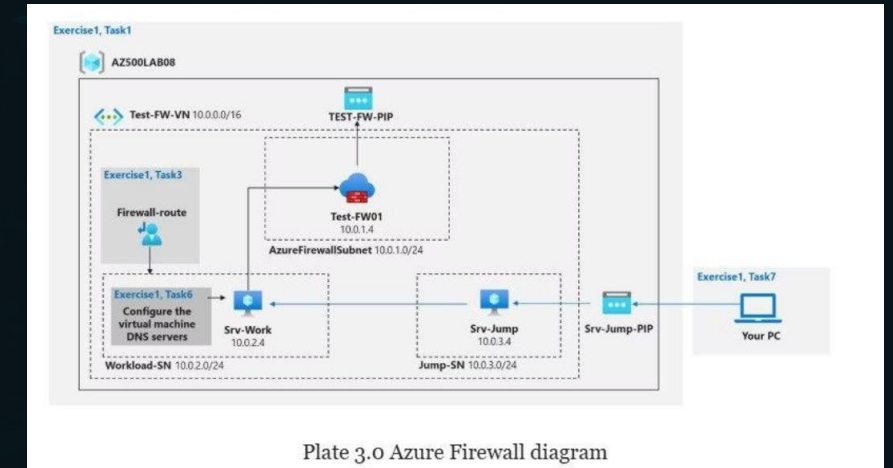 Exercise1, Task1
AZ500LAB08
Test-FW-VN 10.0.0.0/16
TEST-FW-PIP
Exercise1, Task3
Firewall-route
Test-FW01
10.0.1.4
AzureFirewallSubnet 10.0.1.0/24
Exercise1, Task6
Configure the
virtual machine
DNS servers
Srv-Work
10.0.2.4
Workload-SN 10.0.2.0/24
Srv-Jump
10.0.3.4
Jump-SN 10.0.3.0/24
Srv-Jump-PIP
Exercise1, Task7
Your PC
Plate 3.0 Azure Firewall diagram